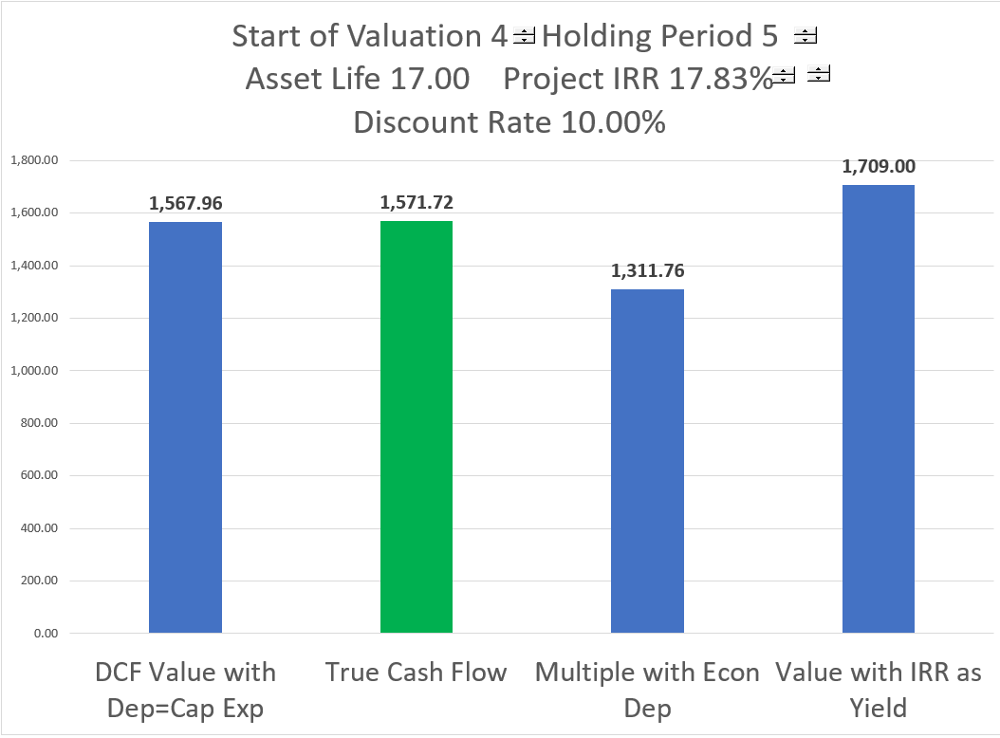 Start of Valuation 4 Holding Period 5
Asset Life 17.00 Project IRR 17.83%
Discount Rate 10.00%
1,800.00
1,600.00
1,400.00
1,200.00
1,000.00
800.00
600.00
400.00
200.00
0.00
1,567.96
1,571.72
1,311.76
1,709.00
DCF Value with
Dep=Cap Exp
True Cash Flow
Multiple with Econ
Dep
Value with IRR as
Yield